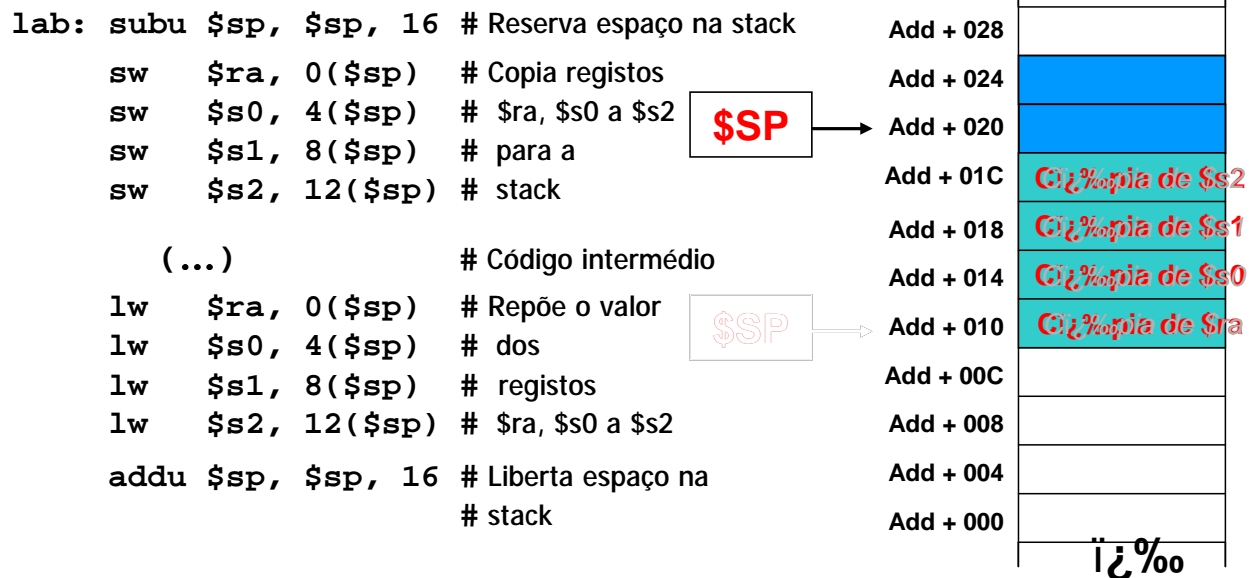 lab: subu $sp, $sp, 16 # Reserva espaço na stack
sw $ra, 0($sp) # Copia registos
sw $s0, 4($sp) # $ra, $s0 a $s2
sw $s1, 8($sp) # para a
sw $s2, 12($sp) # stack
(...) # Código intermédio
lw $ra, 0($sp) # Repõe o valor
lw $s0, 4($sp) # dos
lw $s1, 8($sp) # registos
lw $s2, 12($sp) # $ra, $s0 a $s2
addu $sp, $sp, 16 # Liberta espaço na
# stack
$SP
$SP
Add + 028
Add + 024
Add + 020
Add + 01C Cï¿‰pia de $s2
Add + 018 Cï¿‰pia de $s1
Add + 014 Cï¿‰pia de $s0
Add + 010 Cï¿‰pia de $ra
Add + 00C
Add + 008
Add + 004
Add + 000
ï¿‰